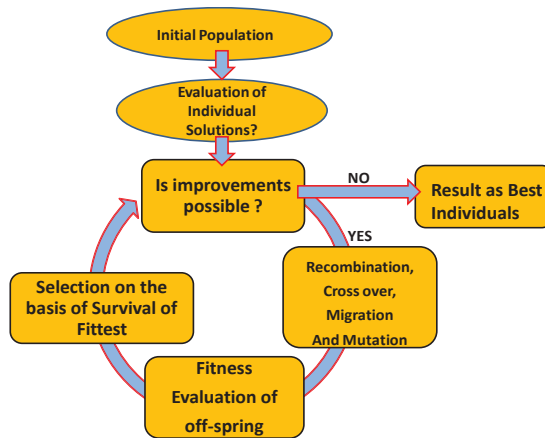 Initial Population
Evaluation of
Individual
Solutions?
Is improvements
possible ?
NO
Result as Best
Individuals
YES
Recombination,
Cross over,
Migration
And Mutation
Selection on the
basis of Survival of
Fittest
Fitness
Evaluation of
off-spring